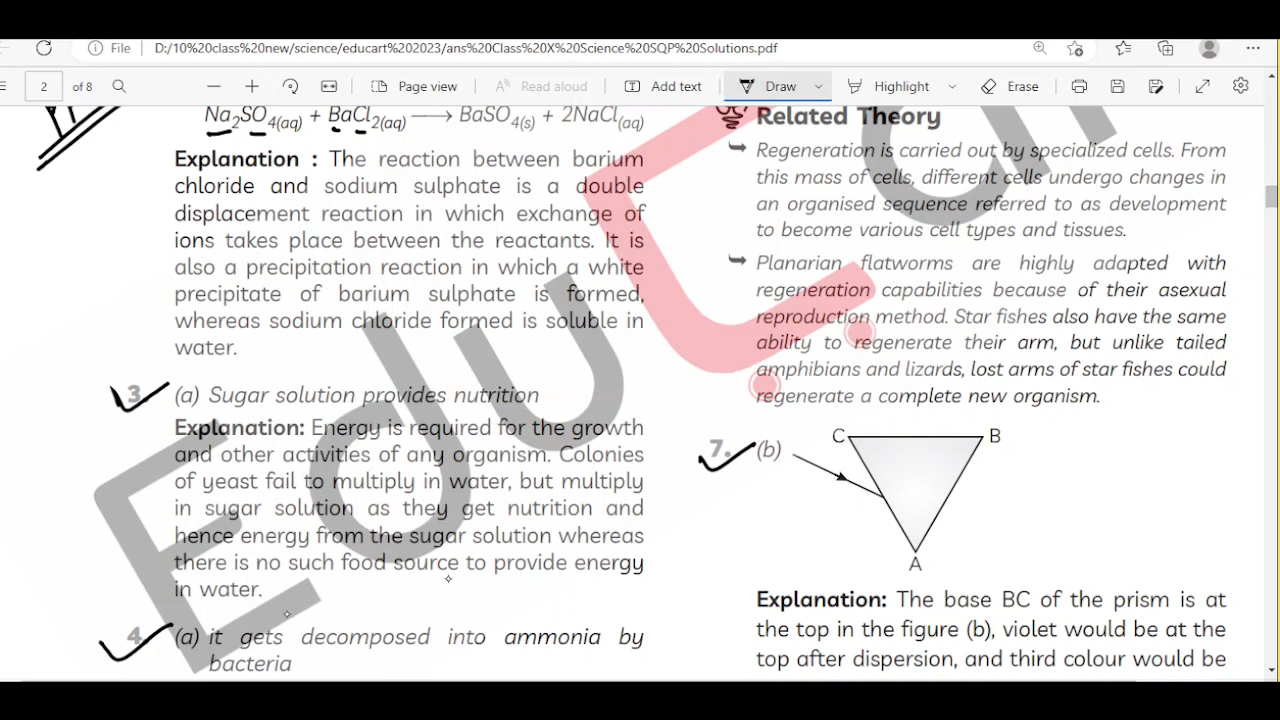 File
D:/10%20class%20new/science/educart%202023/ans%20Class%20X%20Science%20SQP%20Solutions.pdf
2
of 8
Page view
Read aloud
Add text
Draw
Highlight
Erase
Na2SO4(aq) + BaCl2(aq) ⟶ BaSO4(s) + 2NaCl(aq)
Explanation : The reaction between barium
chloride and sodium sulphate is a double
displacement reaction in which exchange of
ions takes place between the reactants. It is
also a precipitation reaction in which a white
precipitate of barium sulphate is formed,
whereas sodium chloride formed is soluble in
water.
3 (a) Sugar solution provides nutrition
Explanation: Energy is required for the growth
and other activities of any organism. Colonies
of yeast fail to multiply in water, but multiply
in sugar solution as they get nutrition and
hence energy from the sugar solution whereas
there is no such food source to provide energy
in water.
4 (a) it gets decomposed into ammonia by
bacteria
Related Theory
Regeneration is carried out by specialized cells. From
this mass of cells, different cells undergo changes in
an organised sequence referred to as development
to become various cell types and tissues.
Planarian flatworms are highly adapted with
regeneration capabilities because of their asexual
reproduction method. Star fishes also have the same
ability to regenerate their arm, but unlike tailed
amphibians and lizards, lost arms of star fishes could
regenerate a complete new organism.
7. (b)
C
B
A
Explanation: The base BC of the prism is at
the top in the figure (b), violet would be at the
top after dispersion, and third colour would be